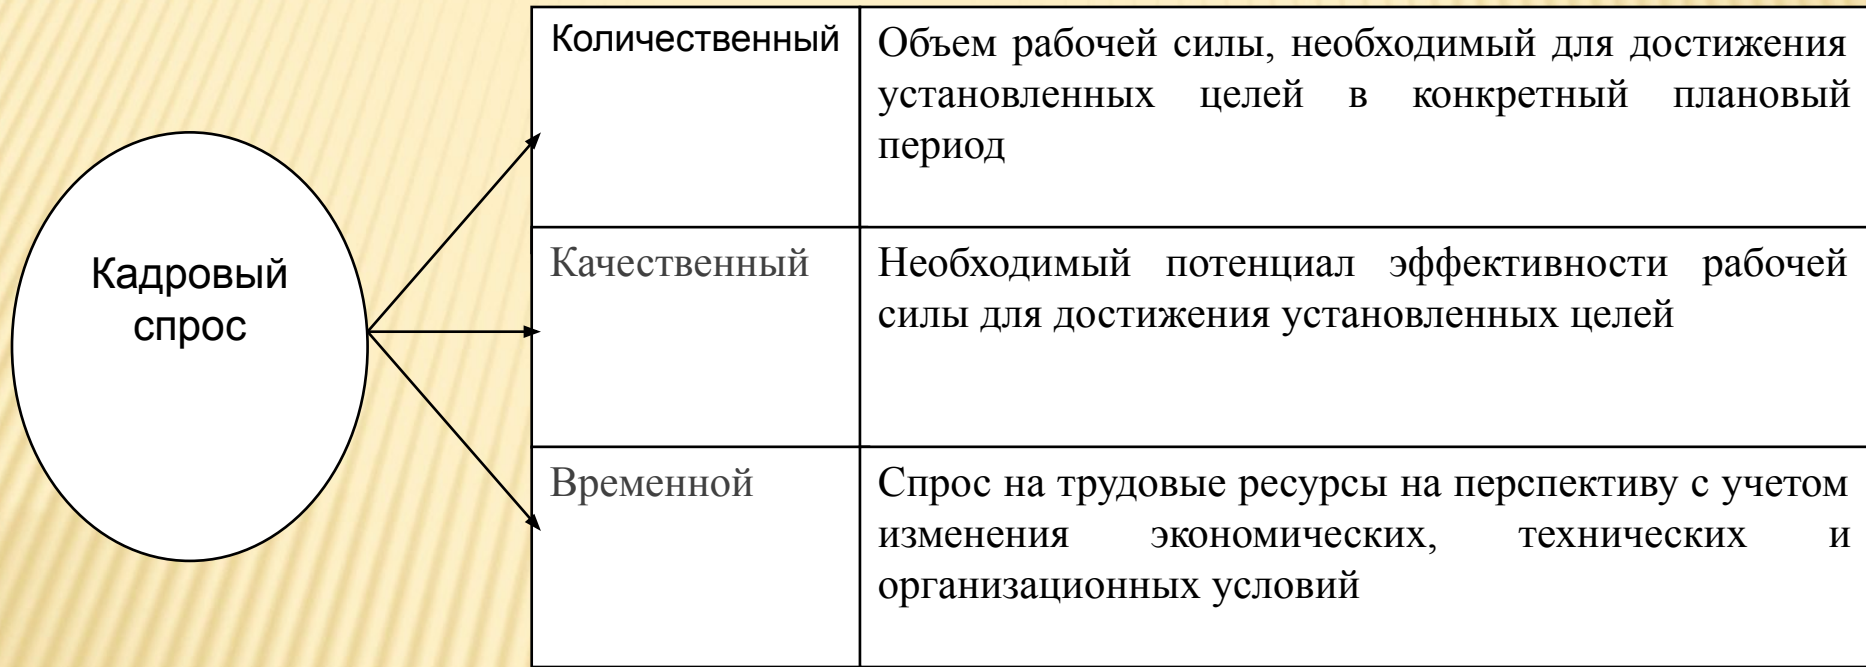 Кадровый
спрос
Количественный
Объем рабочей силы, необходимый для достижения
установленных целей в конкретный плановый
период
Качественный
Необходимый потенциал эффективности рабочей
силы для достижения установленных целей
Временной
Спрос на трудовые ресурсы на перспективу с учетом
изменения экономических, технических и
организационных условий